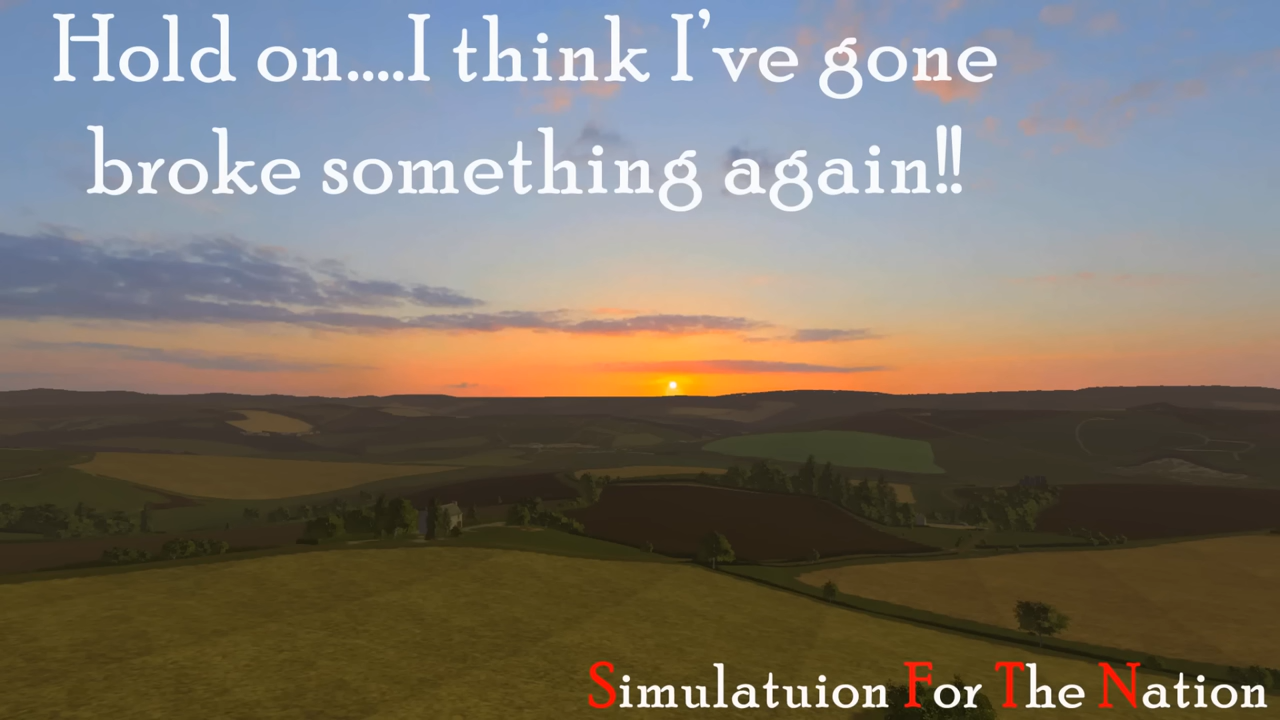 Hold on....I think I've gone
broke something again!!
Simulatuion For The Nation